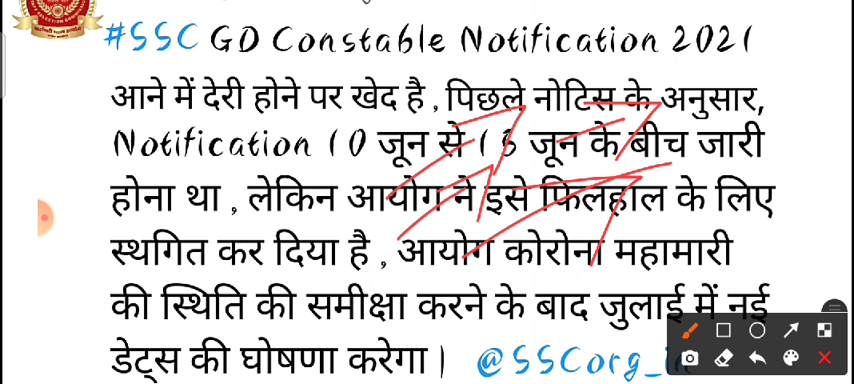 #SSC GD Constable Notification 2021
आने में देरी होने पर खेद है , पिछले नोटिस के अनुसार,
Notification 10 जून से 15 जून के बीच जारी
होना था , लेकिन आयोग ने इसे फिलहाल के लिए
स्थगित कर दिया है , आयोग कोरोना महामारी
की स्थिति की समीक्षा करने के बाद जुलाई में नई
डेट्स की घोषणा करेगा |